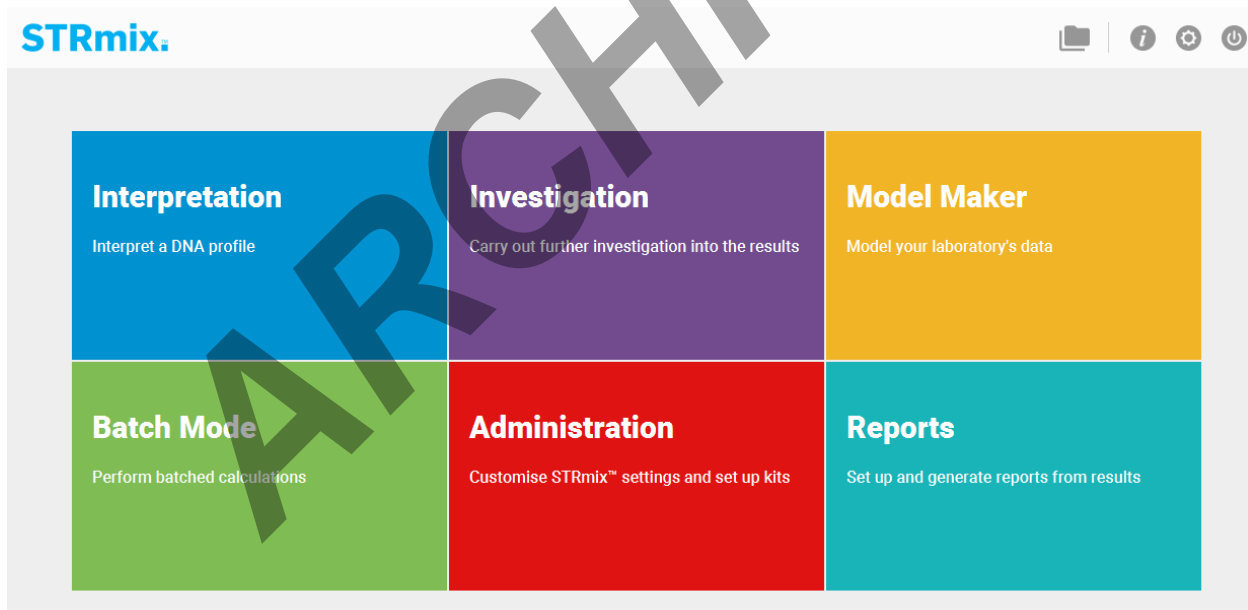 STRmix™
Interpretation
Interpret a DNA profile
Investigation
Carry out further investigation into the results
Model Maker
Model your laboratory's data
Batch Mode
Perform batched calculations
Administration
Customise STRmix™ settings and set up kits
Reports
Set up and generate reports from results
ARCHI